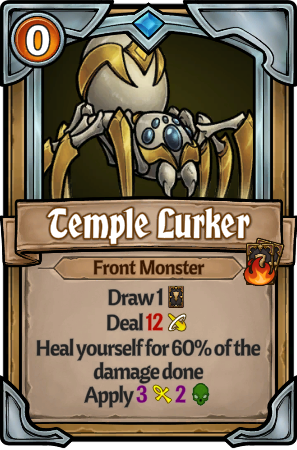 0
Temple Lurker
Front Monster
Draw 1
Deal 12
Heal yourself for 60% of the
damage done
Apply 3 2